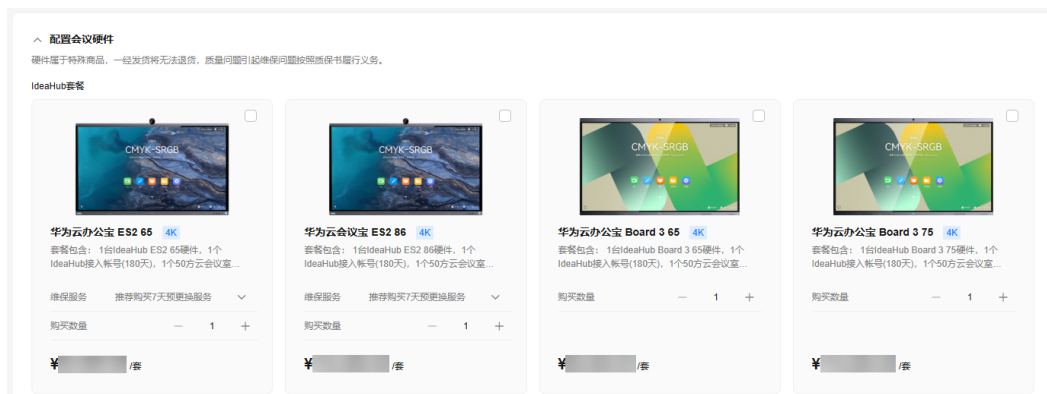 配置会议硬件
硬件属于特殊商品，一经发货将无法退货，质量问题引起维保问题按照质保书履行义务。
IdeaHub套餐
CMYK-SRGB
华为云办公宝 ES2 65 4K
套餐包含： 1台IdeaHub ES2 65硬件，1个
IdeaHub接入帐号(180天)，1个50方云会议室...
维保服务 推荐购买7天预更换服务
购买数量 — 1 +
¥ /套
CMYK-SRGB
华为云会议宝 ES2 86 4K
套餐包含： 1台IdeaHub ES2 86硬件，1个
IdeaHub接入帐号(180天)，1个50方云会议室...
维保服务 推荐购买7天预更换服务
购买数量 — 1 +
¥ /套
CMYK-SRGB
华为云办公宝 Board 3 65 4K
套餐包含： 1台IdeaHub Board 3 65硬件，1个
IdeaHub接入帐号(180天)，1个50方云会议室...
购买数量 — 1 +
¥ /套
CMYK-SRGB
华为云办公宝 Board 3 75 4K
套餐包含： 1台IdeaHub Board 3 75硬件，1个
IdeaHub接入帐号(180天)，1个50方云会议室...
购买数量 — 1 +
¥ /套